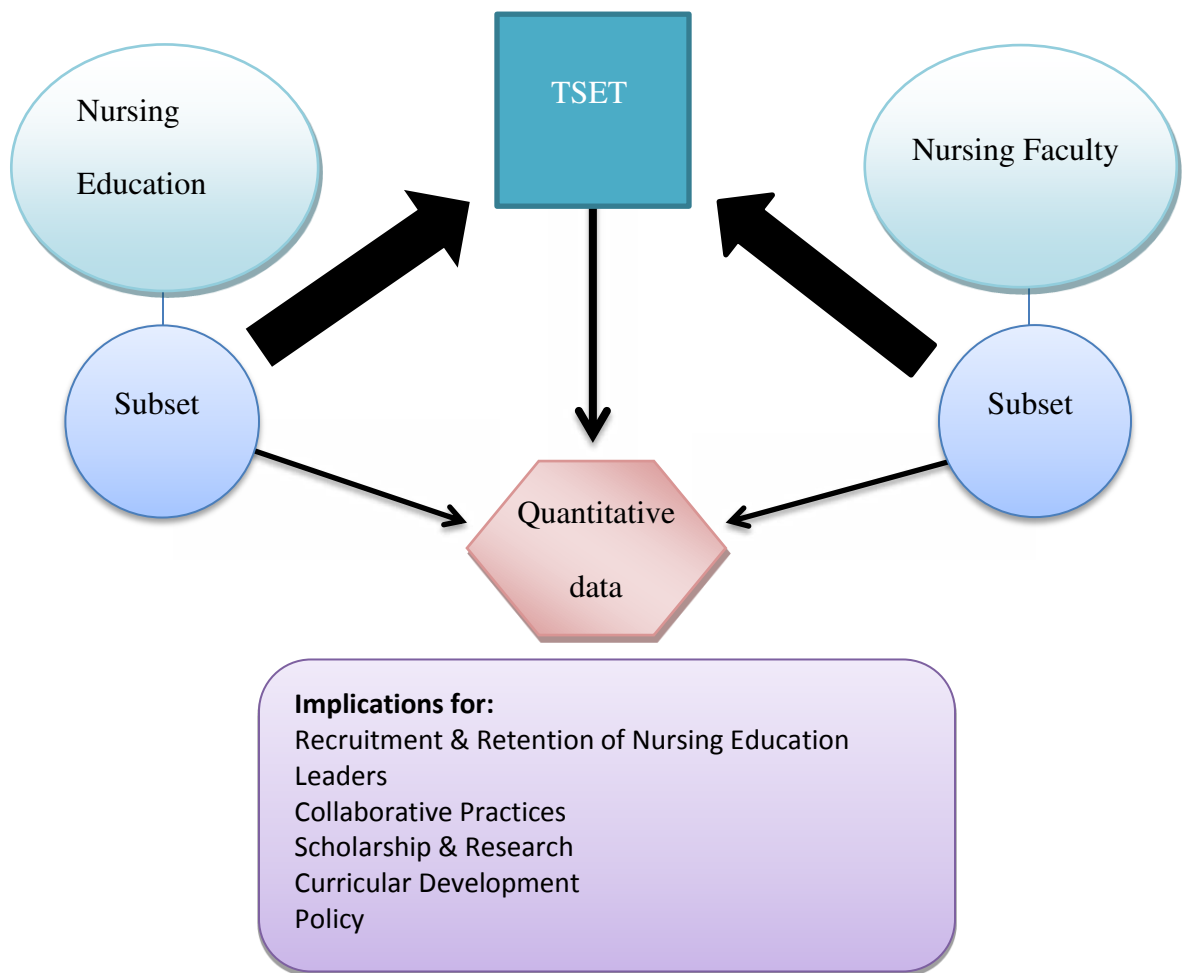 TSET
Nursing
Education
Nursing Faculty
Subset
Subset
Quantitative
data
Implications for:
Recruitment & Retention of Nursing Education
Leaders
Collaborative Practices
Scholarship & Research
Curricular Development
Policy